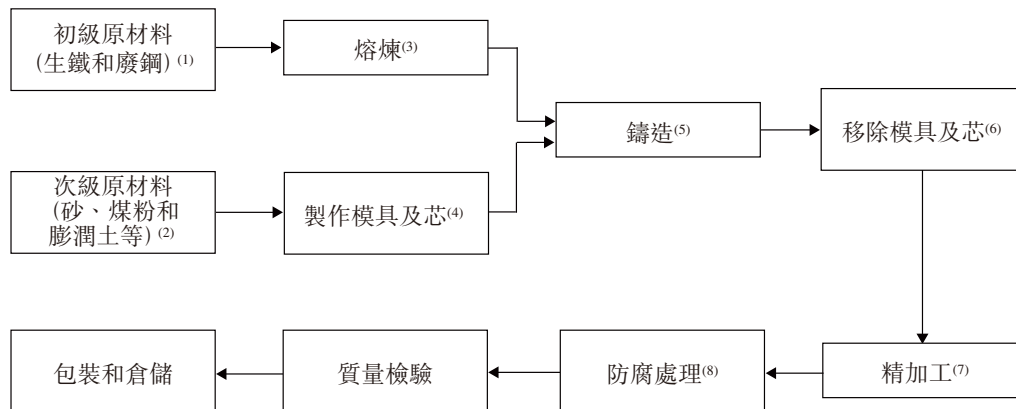 初級原材料
(生鐵和廢鋼) (1)
熔煉(3)
次級原材料
(砂、煤粉和
膨潤土等) (2)
製作模具及芯(4)
鑄造(5)
移除模具及芯(6)
精加工(7)
防腐處理(8)
質量檢驗
包裝和倉儲